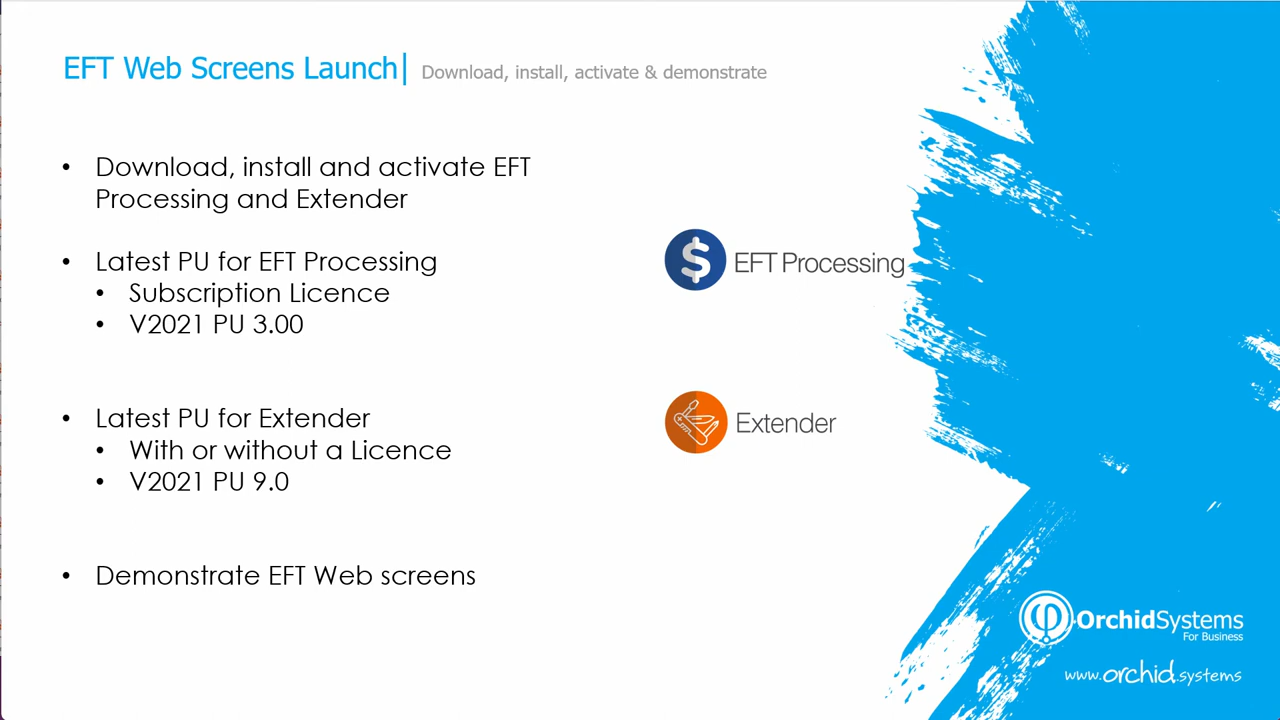 EFT Web Screens Launch| Download, install, activate & demonstrate
• Download, install and activate EFT
Processing and Extender
• Latest PU for EFT Processing
• Subscription Licence
• V2021 PU 3.00
EFT Processing
• Latest PU for Extender
• With or without a Licence
• V2021 PU 9.0
Extender
• Demonstrate EFT Web screens
OrchidSystems
For Business
www.orchid.systems